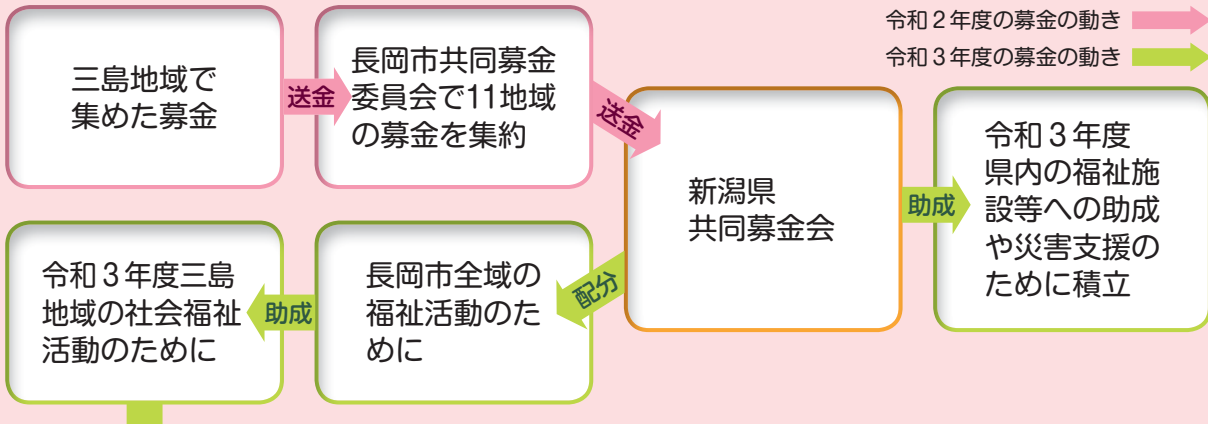 令和２年度の募金の動き
令和３年度の募金の動き
三島地域で
集めた募金
送金
長岡市共同募金
委員会で11地域
の募金を集約
送金
新潟県
共同募金会
助成
令和３年度
県内の福祉施
設等への助成
や災害支援の
ために積立
配分
長岡市全域の
福祉活動のた
めに
助成
令和３年度三島
地域の社会福祉
活動のために